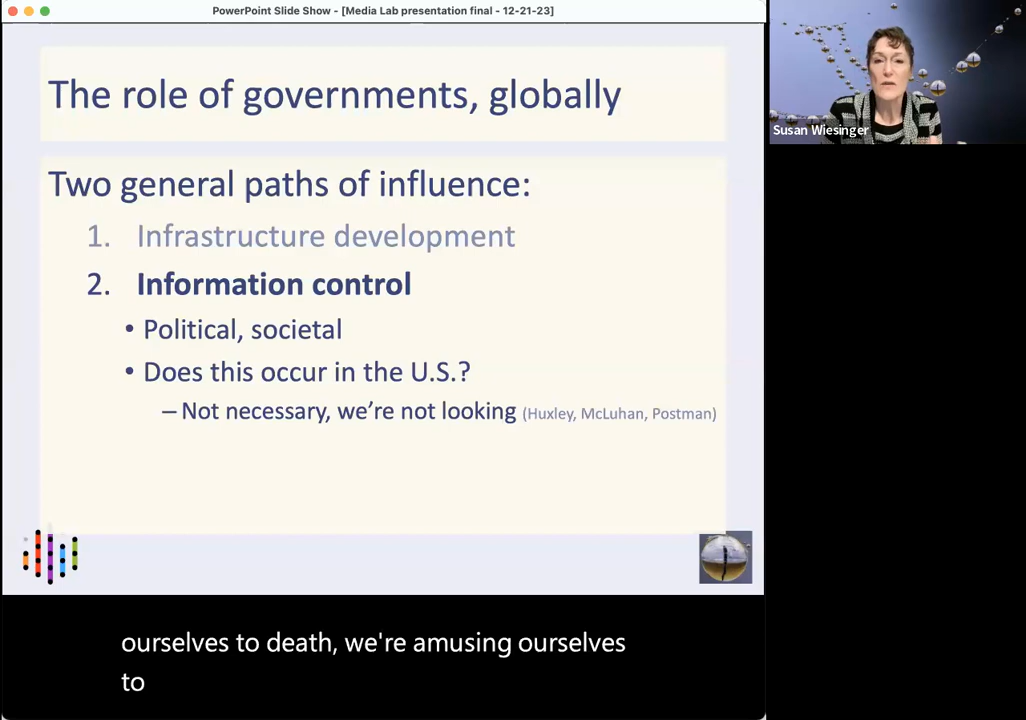 PowerPoint Slide Show - [Media Lab presentation final - 12-21-23]
The role of governments, globally
Two general paths of influence:
1. Infrastructure development
2. Information control
• Political, societal
• Does this occur in the U.S.?
– Not necessary, we're not looking (Huxley, McLuhan, Postman)
Susan Wiesinger
ourselves to death, we're amusing ourselves
to